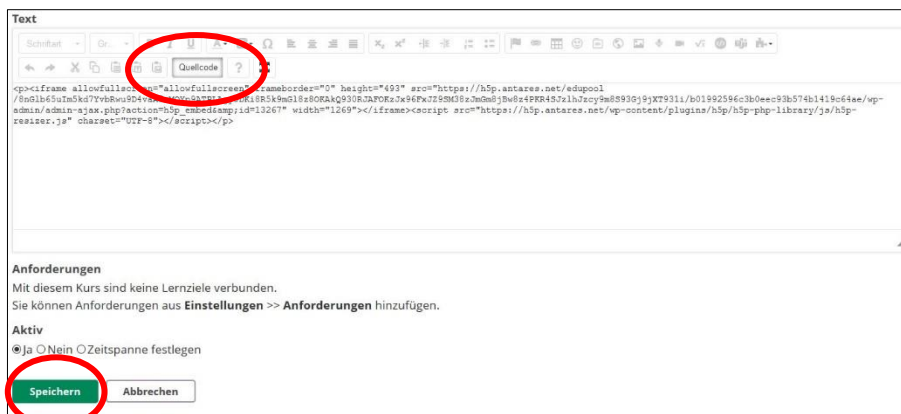 Text
Schriftart Gr... B I U A Ω X₂ X²
Quellcode ?
<p><iframe allowfullscreen="allowfullscreen" frameborder="0" height="493" src="https://h5p.antares.net/edupool
admin/admin-ajax.php?action=h5p_embed&amp;id=13267" width="1269"></iframe><script src="https://h5p.antares.net/wp-content/plugins/h5p/h5p-php-library/js/h5p-
resizer.js" charset="UTF-8"></script></p>
Anforderungen
Mit diesem Kurs sind keine Lernziele verbunden.
Sie können Anforderungen aus Einstellungen >> Anforderungen hinzufügen.
Aktiv
Ja Nein Zeitspanne festlegen
Speichern Abbrechen